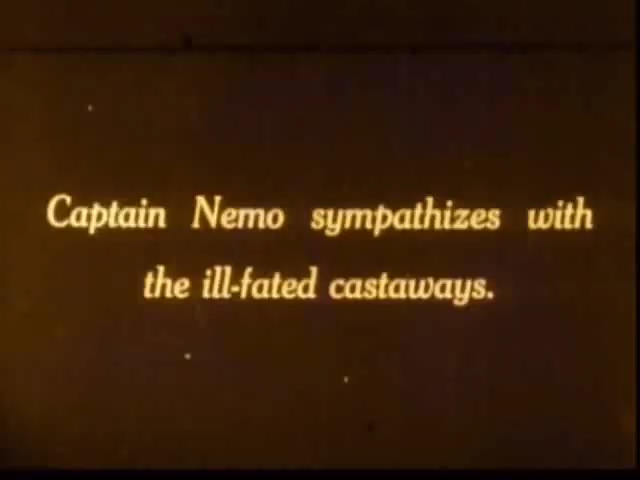 Captain Nemo sympathizes with
the ill-fated castaways.